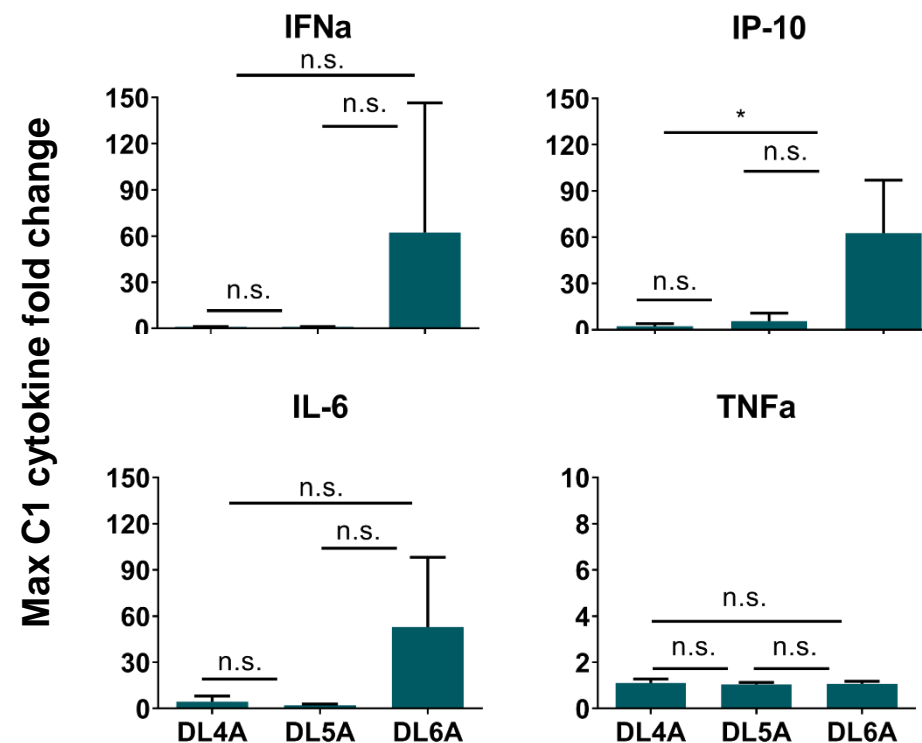 Max C1 cytokine fold change
IFNa
n.s.
n.s.
n.s.
150
120
90
60
30
0
IP-10
*
n.s.
n.s.
150
120
90
60
30
0
IL-6
n.s.
n.s.
n.s.
150
120
90
60
30
0
DL4A DL5A DL6A
TNFa
n.s.
n.s. n.s.
10
8
6
4
2
0
DL4A DL5A DL6A